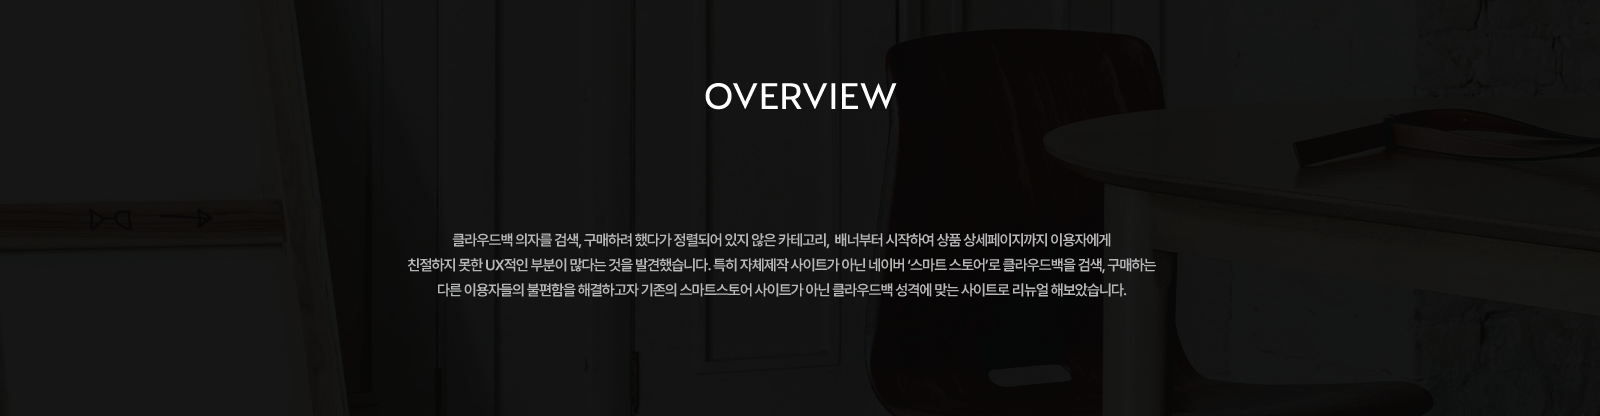 OVERVIEW
클라우드백 의자를 검색, 구매하려 했다가 정렬되어 있지 않은 카테고리, 배너부터 시작하여 상품 상세페이지까지 이용자에게
친절하지 못한 UX적인 부분이 많다는 것을 발견했습니다. 특히 자체제작 사이트가 아닌 네이버 ‘스마트 스토어’로 클라우드백을 검색, 구매하는
다른 이용자들의 불편함을 해결하고자 기존의 스마트스토어 사이트가 아닌 클라우드백 성격에 맞는 사이트로 리뉴얼 해보았습니다.